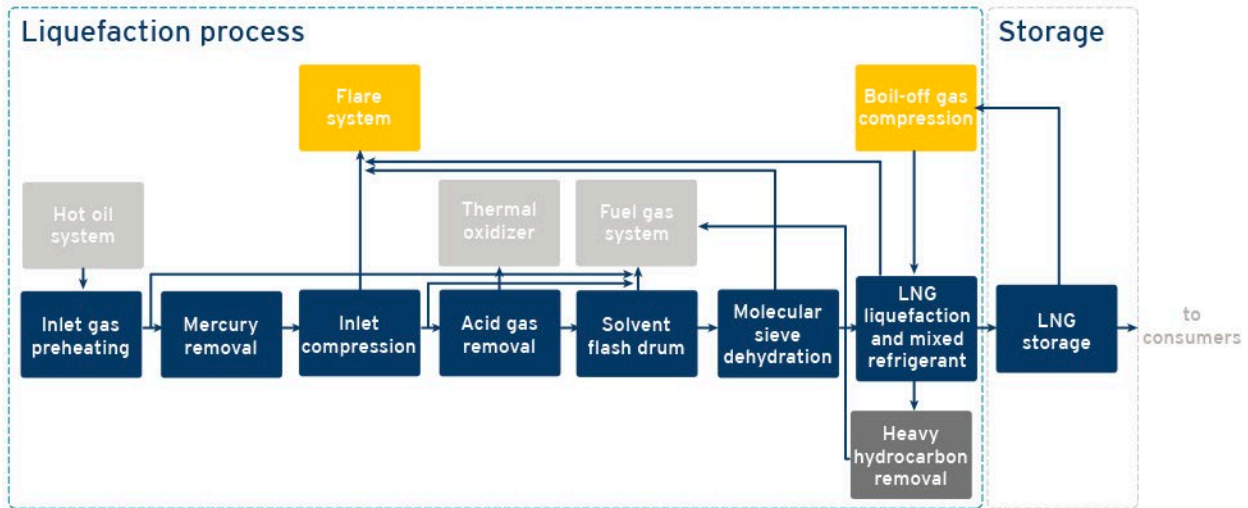 Liquefaction process
Storage
Flare
system
Boil-off gas
compression
Hot oil
system
Thermal
oxidizer
Fuel gas
system
Inlet gas
preheating
Mercury
removal
Inlet
compression
Acid gas
removal
Solvent
flash drum
Molecular
sieve
dehydration
LNG
liquefaction
and mixed
refrigerant
LNG
storage
to
consumers
Heavy
hydrocarbon
removal